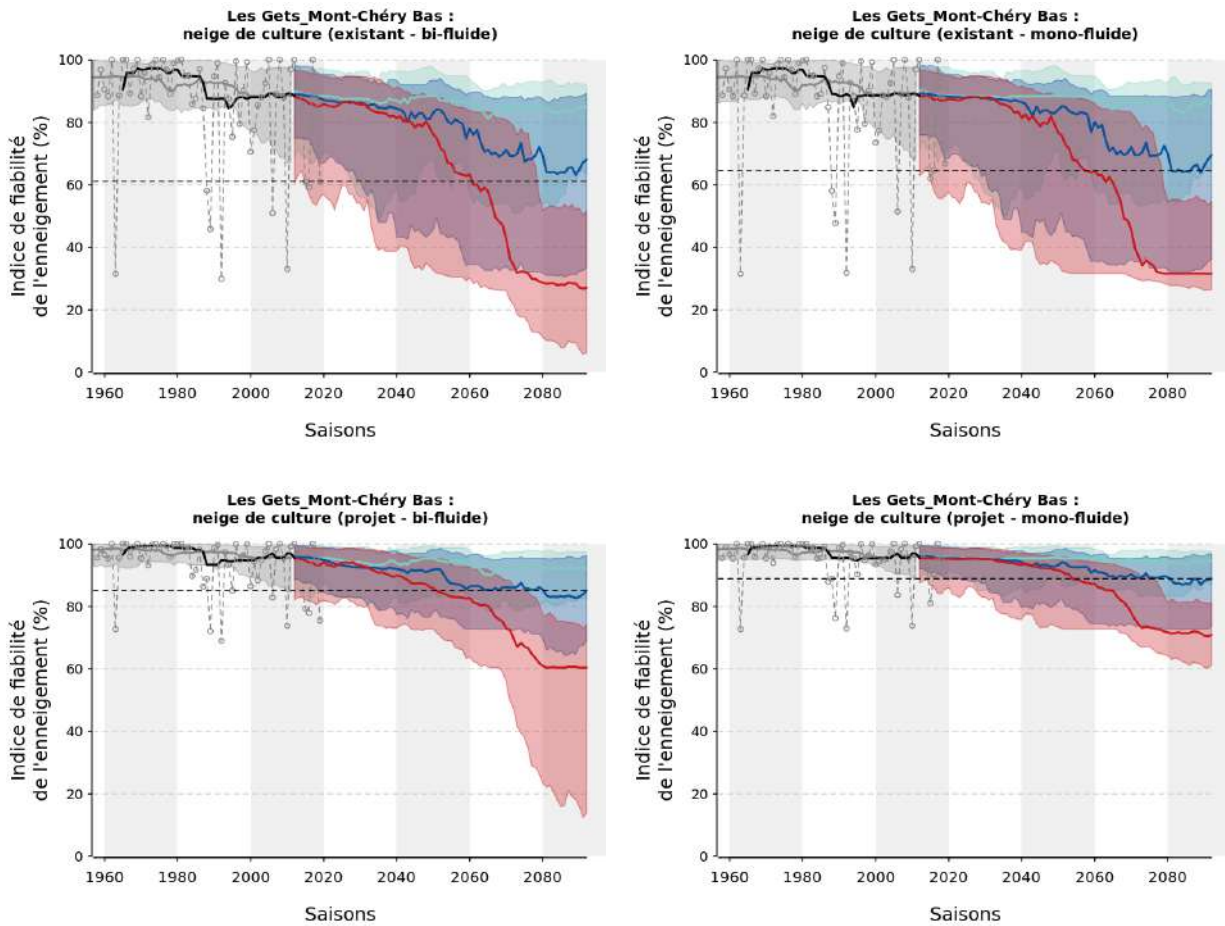 Les Gets_Mont-Chéry Bas :
neige de culture (existant - bi-fluide)
Indice de fiabilité
de l'enneigement (%)
100
80
60
40
20
0
1960 1980 2000 2020 2040 2060 2080
Saisons
Les Gets_Mont-Chéry Bas :
neige de culture (existant - mono-fluide)
Indice de fiabilité
de l'enneigement (%)
100
80
60
40
20
0
1960 1980 2000 2020 2040 2060 2080
Saisons
Les Gets_Mont-Chéry Bas :
neige de culture (projet - bi-fluide)
Indice de fiabilité
de l'enneigement (%)
100
80
60
40
20
0
1960 1980 2000 2020 2040 2060 2080
Saisons
Les Gets_Mont-Chéry Bas :
neige de culture (projet - mono-fluide)
Indice de fiabilité
de l'enneigement (%)
100
80
60
40
20
0
1960 1980 2000 2020 2040 2060 2080
Saisons